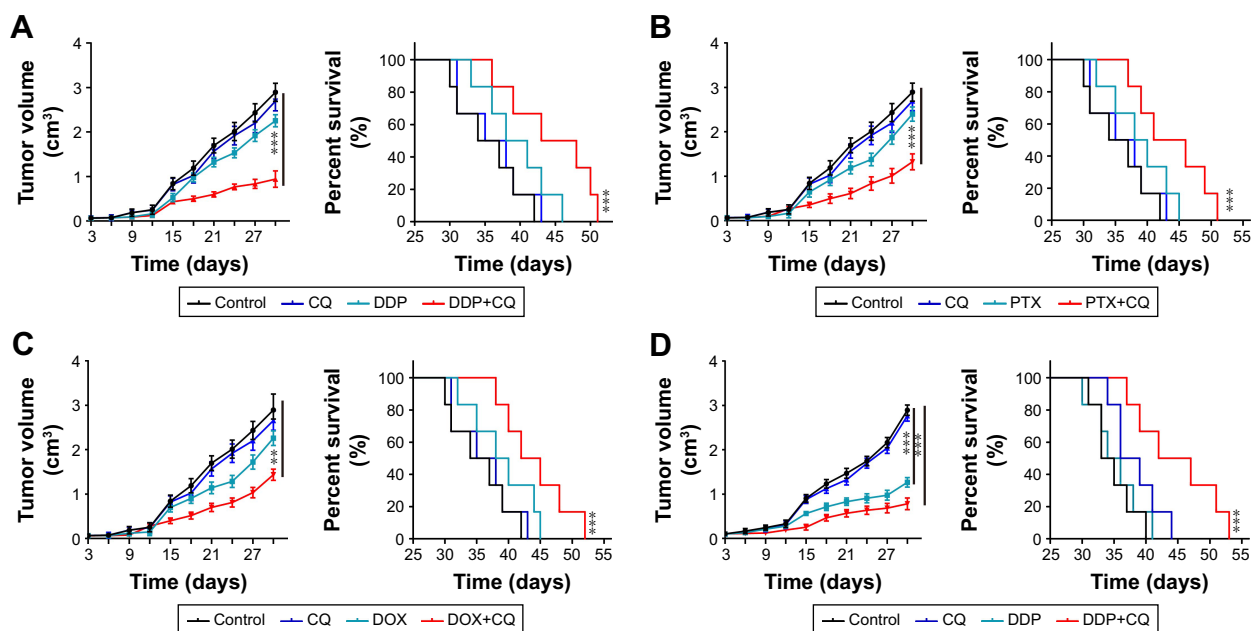 A
Tumor volume
(cm³)
4
3
2
1
0
3 9 15 21 27
Time (days)
***
Percent survival
(%)
100
80
60
40
20
0
25 30 35 40 45 50
Time (days)
***
Control CQ DDP DDP+CQ
B
Tumor volume
(cm³)
4
3
2
1
0
3 9 15 21 27
Time (days)
***
Percent survival
(%)
100
80
60
40
20
0
25 30 35 40 45 50 55
Time (days)
***
Control CQ PTX PTX+CQ
C
Tumor volume
(cm³)
4
3
2
1
0
3 9 15 21 27
Time (days)
**
Percent survival
(%)
100
80
60
40
20
0
25 30 35 40 45 50 55
Time (days)
***
Control CQ DOX DOX+CQ
D
Tumor volume
(cm³)
4
3
2
1
0
3 9 15 21 27
Time (days)
***
***
Percent survival
(%)
100
80
60
40
20
0
25 30 35 40 45 50 55
Time (days)
***
Control CQ DDP DDP+CQ